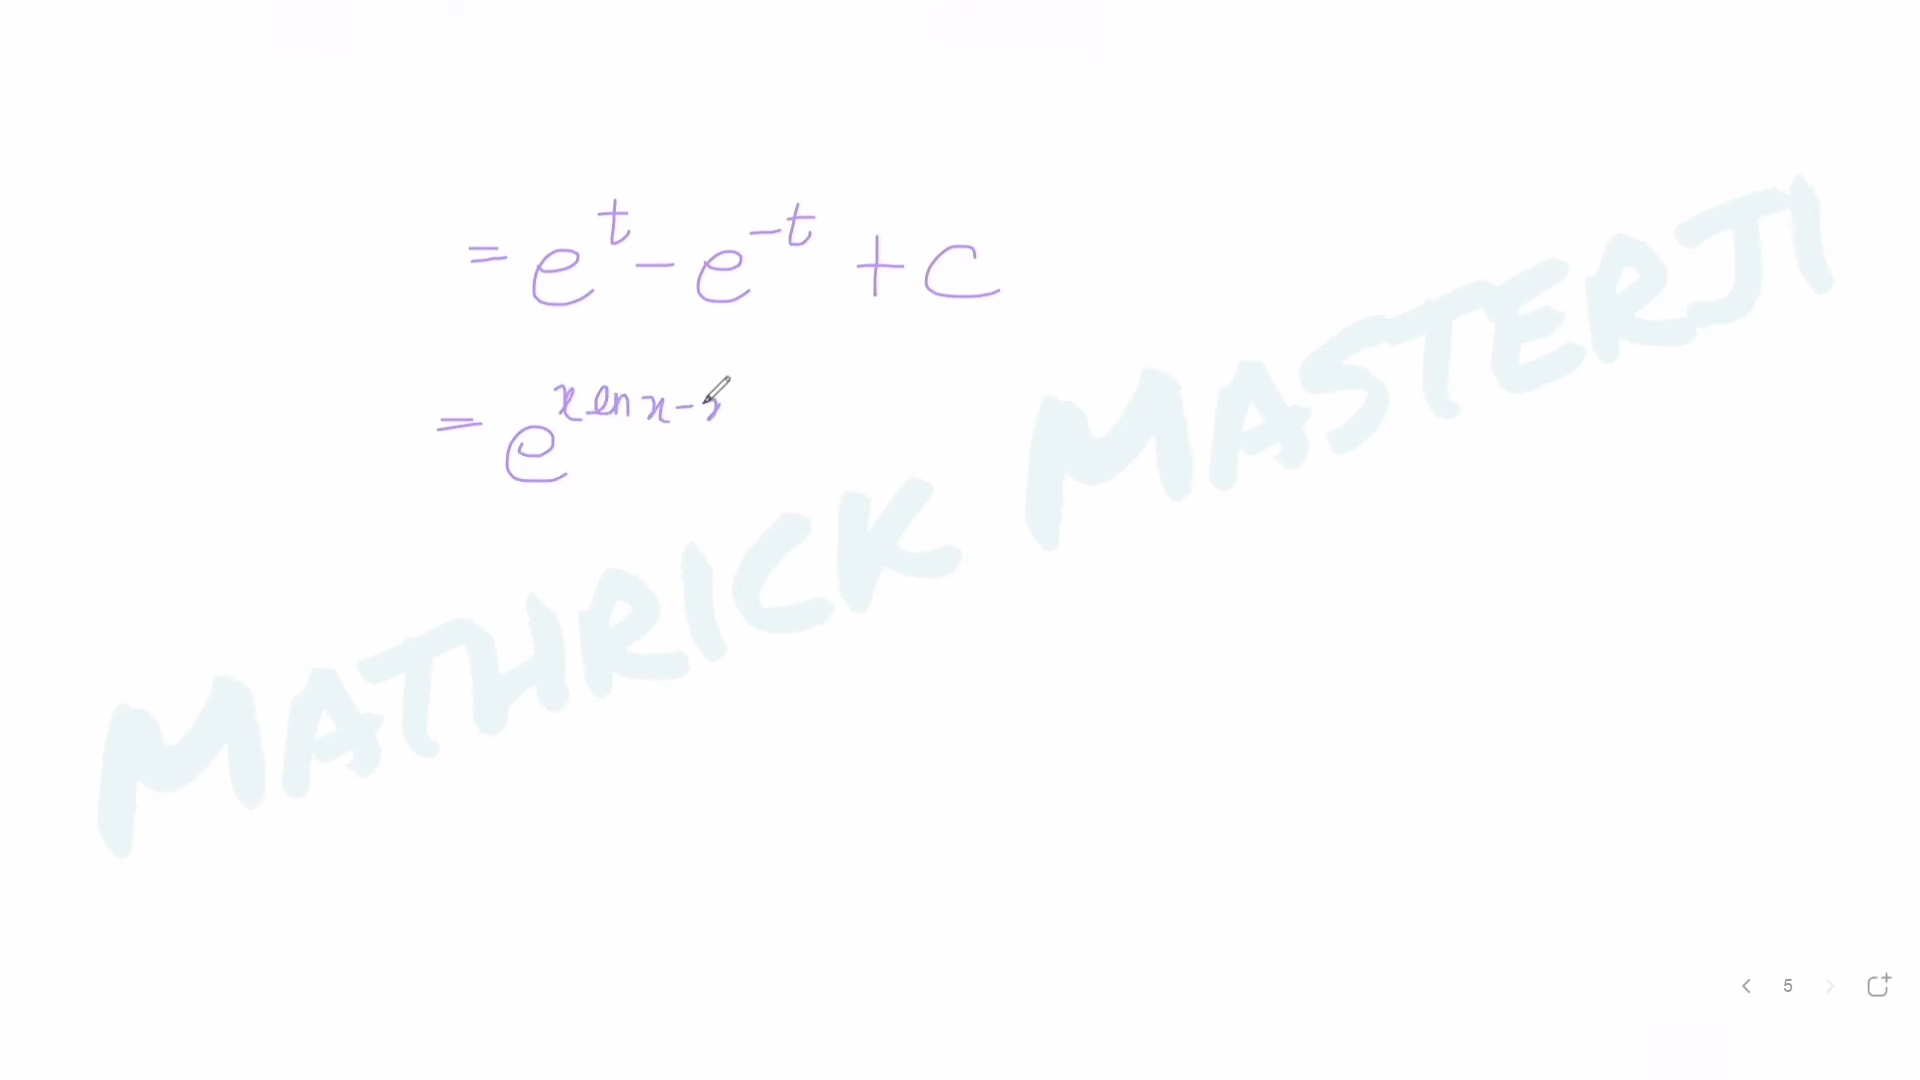 = e^t - e^-t + c
= e^x ln x -
MATHRICK MASTERJI
5